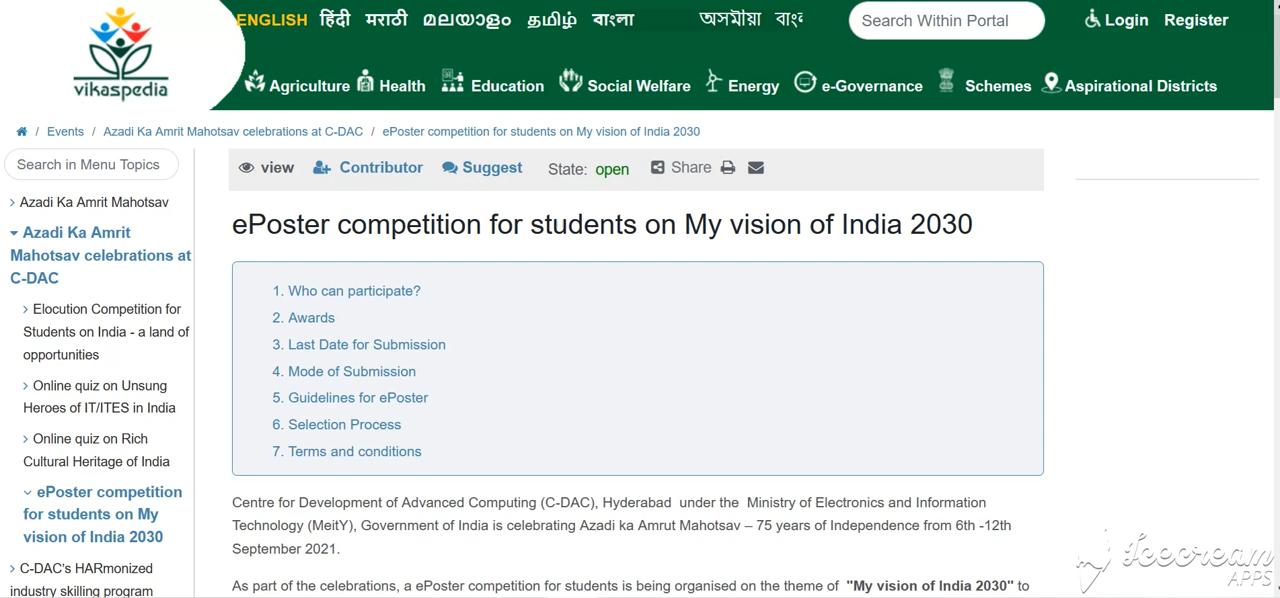 ENGLISH हिंदी मराठी മലയാളം தமிழ் বাংলা অসমীয়া
Search Within Portal
Login Register
vikaspedia
Agriculture Health Education Social Welfare Energy e-Governance Schemes Aspirational Districts
/ Events / Azadi Ka Amrit Mahotsav celebrations at C-DAC / ePoster competition for students on My vision of India 2030
Search in Menu Topics
Azadi Ka Amrit Mahotsav
Azadi Ka Amrit
Mahotsav celebrations at
C-DAC
Elocution Competition for
Students on India - a land of
opportunities
Online quiz on Unsung
Heroes of IT/ITES in India
Online quiz on Rich
Cultural Heritage of India
ePoster competition
for students on My
vision of India 2030
C-DAC's HARmonized
industry skilling program
view Contributor Suggest State: open Share
ePoster competition for students on My vision of India 2030
1. Who can participate?
2. Awards
3. Last Date for Submission
4. Mode of Submission
5. Guidelines for ePoster
6. Selection Process
7. Terms and conditions
Centre for Development of Advanced Computing (C-DAC), Hyderabad under the Ministry of Electronics and Information
Technology (MeitY), Government of India is celebrating Azadi ka Amrut Mahotsav – 75 years of Independence from 6th -12th
September 2021.
As part of the celebrations, a ePoster competition for students is being organised on the theme of "My vision of India 2030" to
Icecream
APPS